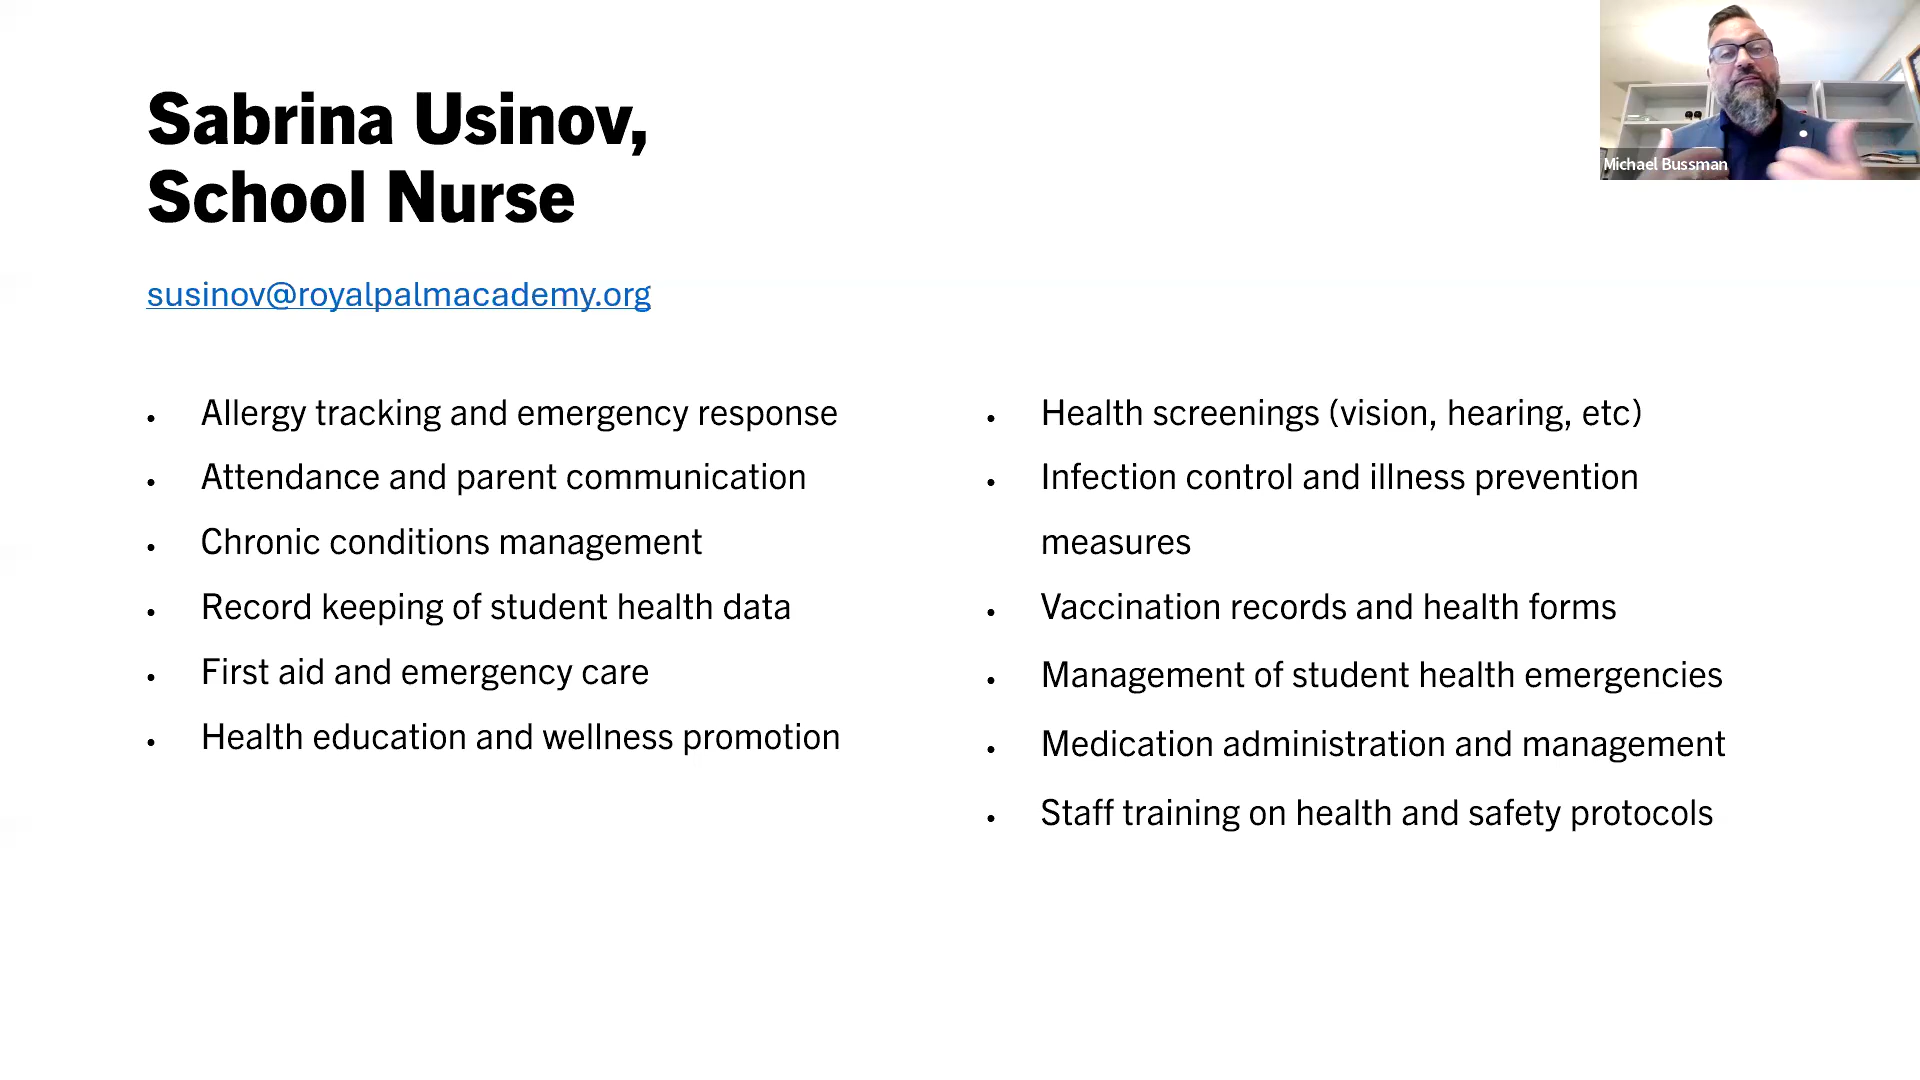 Sabrina Usinov,
School Nurse
susinov@royalpalmacademy.org
• Allergy tracking and emergency response
• Attendance and parent communication
• Chronic conditions management
• Record keeping of student health data
• First aid and emergency care
• Health education and wellness promotion
• Health screenings (vision, hearing, etc)
• Infection control and illness prevention
measures
• Vaccination records and health forms
• Management of student health emergencies
• Medication administration and management
• Staff training on health and safety protocols
Michael Bussman